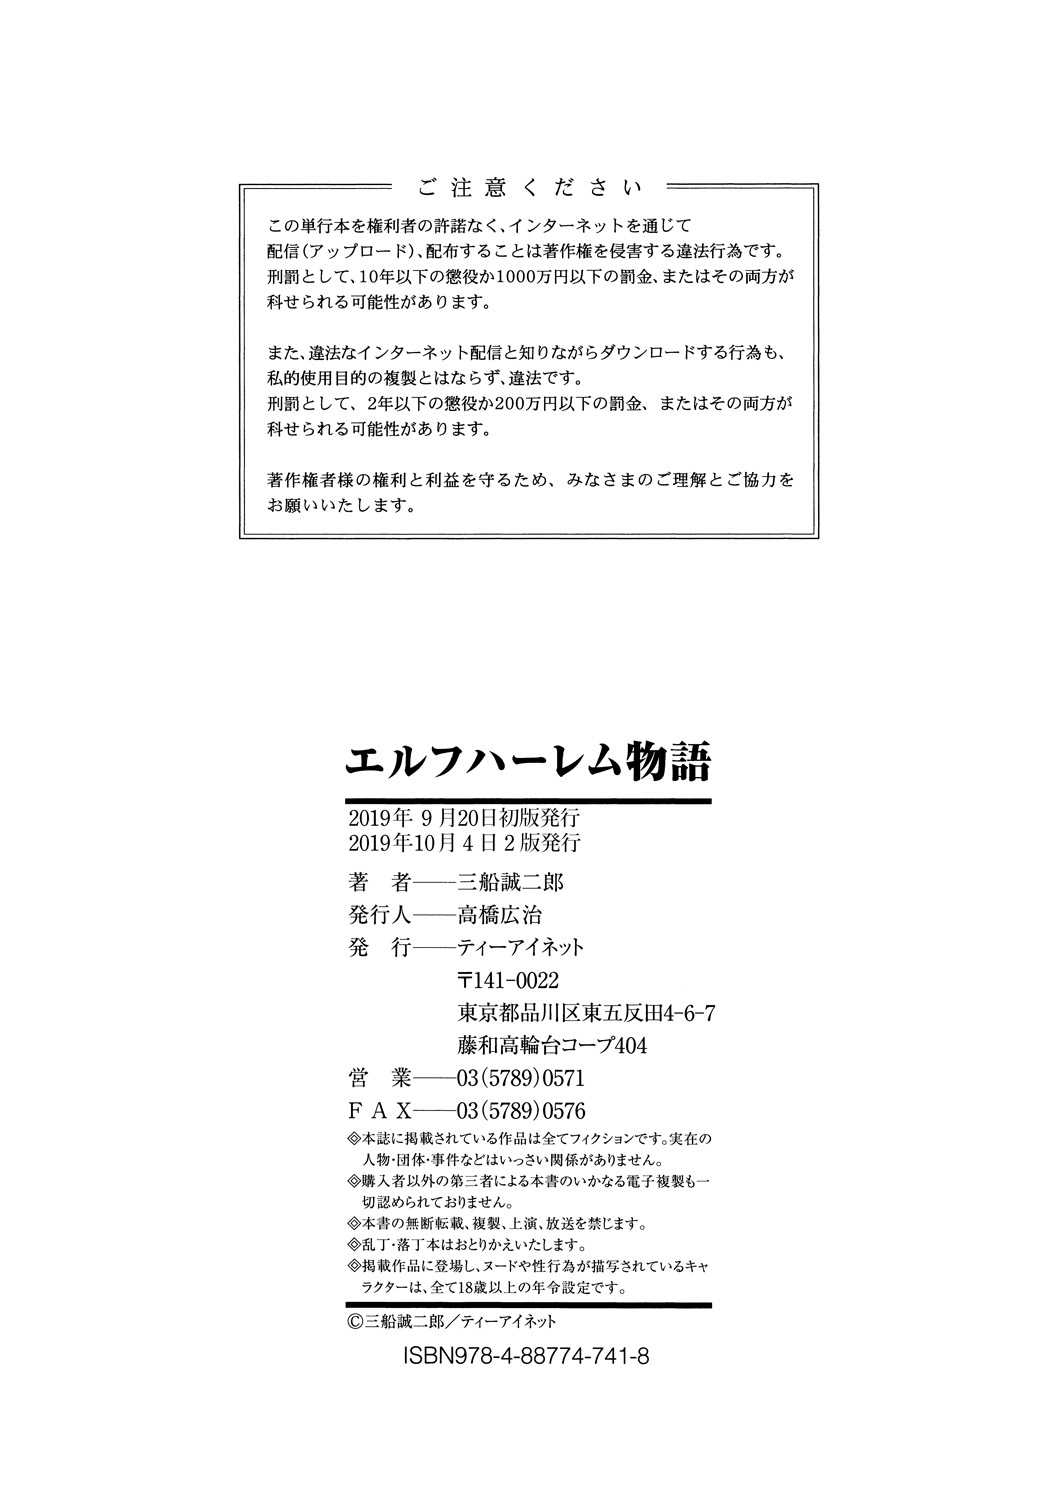 ご注意ください
この単行本を権利者の許諾なく、インターネットを通じて
配信（アップロード）、配布することは著作権を侵害する違法行為です。
刑罰として、10年以下の懲役か1000万円以下の罰金、またはその両方が
科せられる可能性があります。
また、違法なインターネット配信と知りながらダウンロードする行為も、
私的使用目的の複製とはならず、違法です。
刑罰として、2年以下の懲役か200万円以下の罰金、またはその両方が
科せられる可能性があります。
著作権者様の権利と利益を守るため、みなさまのご理解とご協力を
お願いいたします。
エルフハーレム物語
2019年 9月20日初版発行
2019年10月 4日 2版発行
著　者――三船誠二郎
発行人――高橋広治
発　行――ティーアイネット
〒141-0022
東京都品川区東五反田4-6-7
藤和高輪台コープ404
営　業――03(5789)0571
ＦＡＸ――03(5789)0576
◈本誌に掲載されている作品は全てフィクションです。実在の
人物・団体・事件などはいっさい関係がありません。
◈購入者以外の第三者による本書のいかなる電子複製も一
切認められておりません。
◈本書の無断転載、複製、上演、放送を禁じます。
◈乱丁・落丁本はおとりかえいたします。
◈掲載作品に登場し、ヌードや性行為が描写されているキャ
ラクターは、全て18歳以上の年令設定です。
Ⓒ三船誠二郎／ティーアイネット
ISBN978-4-88774-741-8